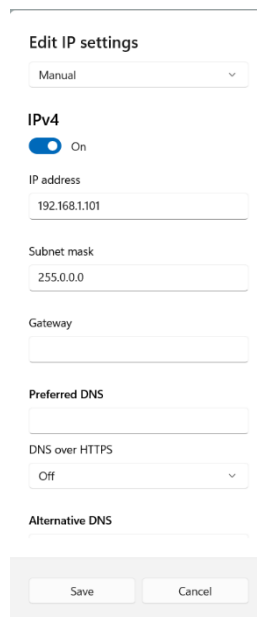 Edit IP settings
Manual
IPv4
On
IP address
192.168.1.101
Subnet mask
255.0.0.0
Gateway
Preferred DNS
DNS over HTTPS
Off
Alternative DNS
Save Cancel